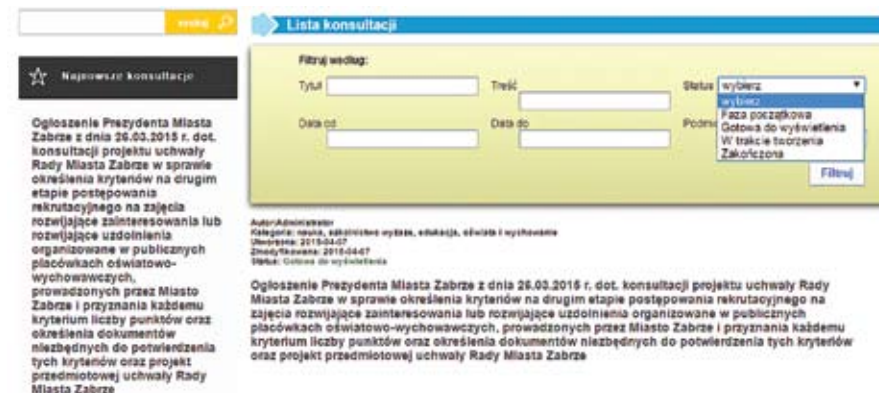 szukaj
Najnowsze konsultacje
Ogłoszenie Prezydenta Miasta
Zabrze z dnia 26.03.2015 r. dot.
konsultacji projektu uchwały
Rady Miasta Zabrze w sprawie
określenia kryteriów na drugim
etapie postępowania
rekrutacyjnego na zajęcia
rozwijające zainteresowania lub
rozwijające uzdolnienia
organizowane w publicznych
placówkach oświatowo-
wychowawczych,
prowadzonych przez Miasto
Zabrze i przyznania każdemu
kryterium liczby punktów oraz
określenia dokumentów
niezbędnych do potwierdzenia
tych kryteriów oraz projekt
przedmiotowej uchwały Rady
Miasta Zabrze
Lista konsultacji
Filtruj według:
Tytuł
Treść
Status wybierz
wybierz
Faza początkowa
Gotowa do wyświetlenia
W trakcie tworzenia
Zakończona
Data od
Data do
Filtruj
Autor:Administrator
Kategoria: nauka, szkolnictwo wyższe, edukacja, oświata i wychowanie
Utworzona: 2015-04-07
Zmodyfikowana: 2015-04-07
Status: Gotowa do wyświetlenia
Ogłoszenie Prezydenta Miasta Zabrze z dnia 26.03.2015 r. dot. konsultacji projektu uchwały Rady
Miasta Zabrze w sprawie określenia kryteriów na drugim etapie postępowania rekrutacyjnego na
zajęcia rozwijające zainteresowania lub rozwijające uzdolnienia organizowane w publicznych
placówkach oświatowo-wychowawczych, prowadzonych przez Miasto Zabrze i przyznania każdemu
kryterium liczby punktów oraz określenia dokumentów niezbędnych do potwierdzenia tych kryteriów
oraz projekt przedmiotowej uchwały Rady Miasta Zabrze